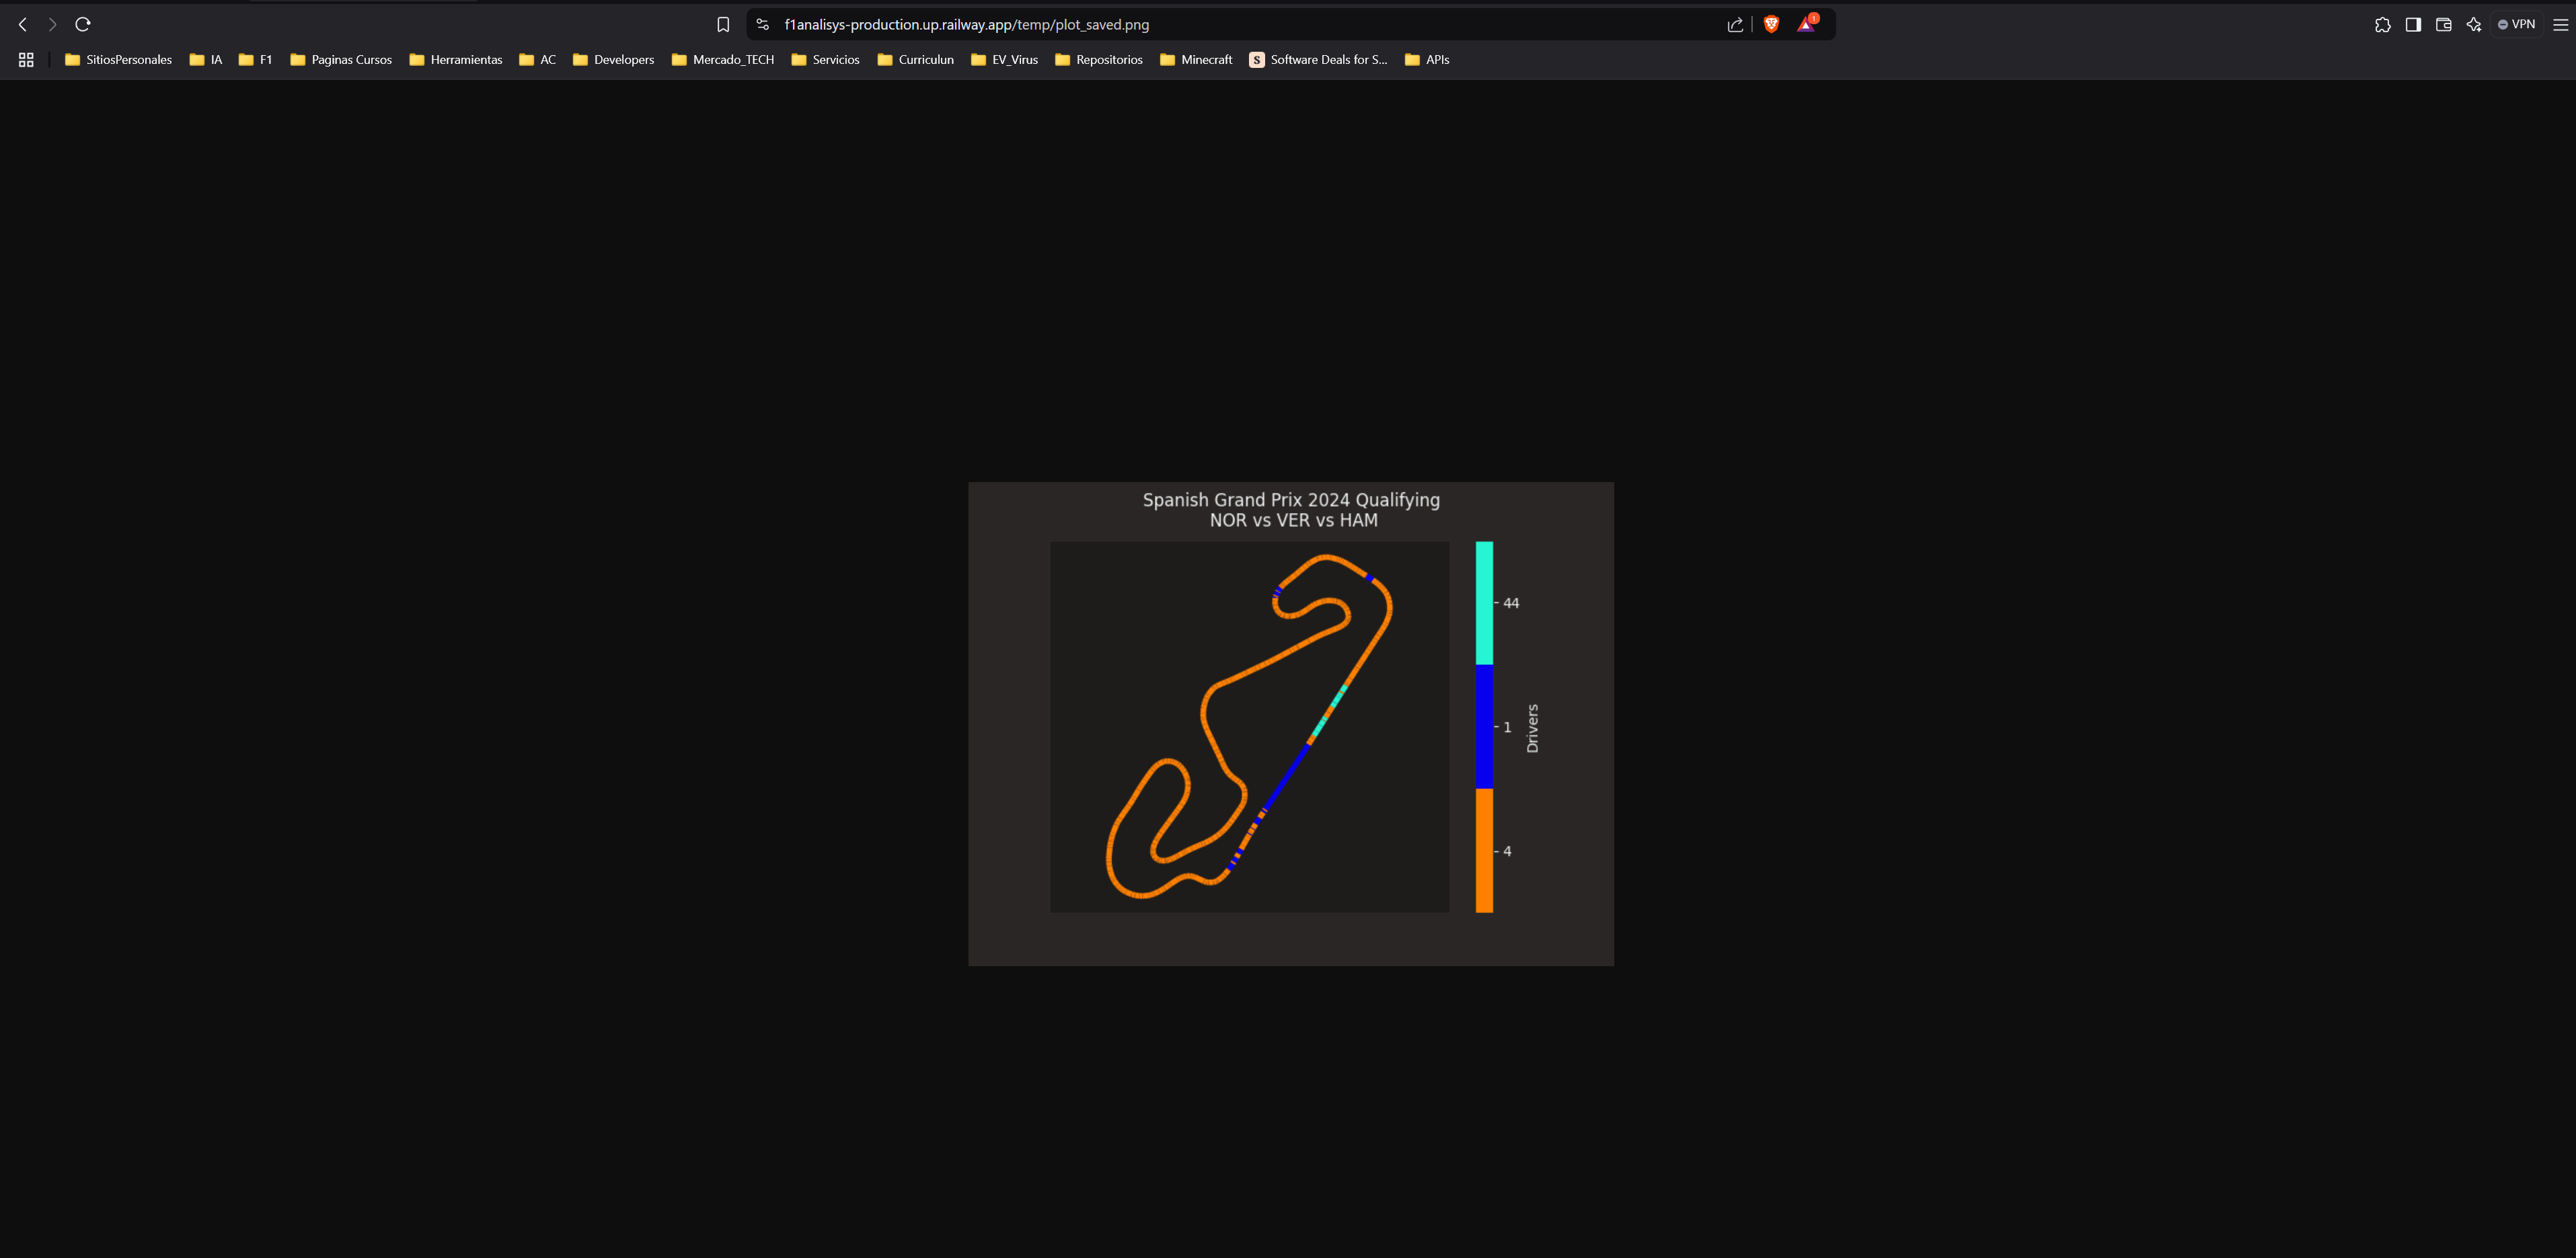 f1analisys-production.up.railway.app/temp/plot_saved.png
1
VPN
SitiosPersonales
IA
F1
Paginas Cursos
Herramientas
AC
Developers
Mercado_TECH
Servicios
Curriculun
EV_Virus
Repositorios
Minecraft
S
Software Deals for S...
APIs
Spanish Grand Prix 2024 Qualifying
NOR vs VER vs HAM
44
1
4
Drivers